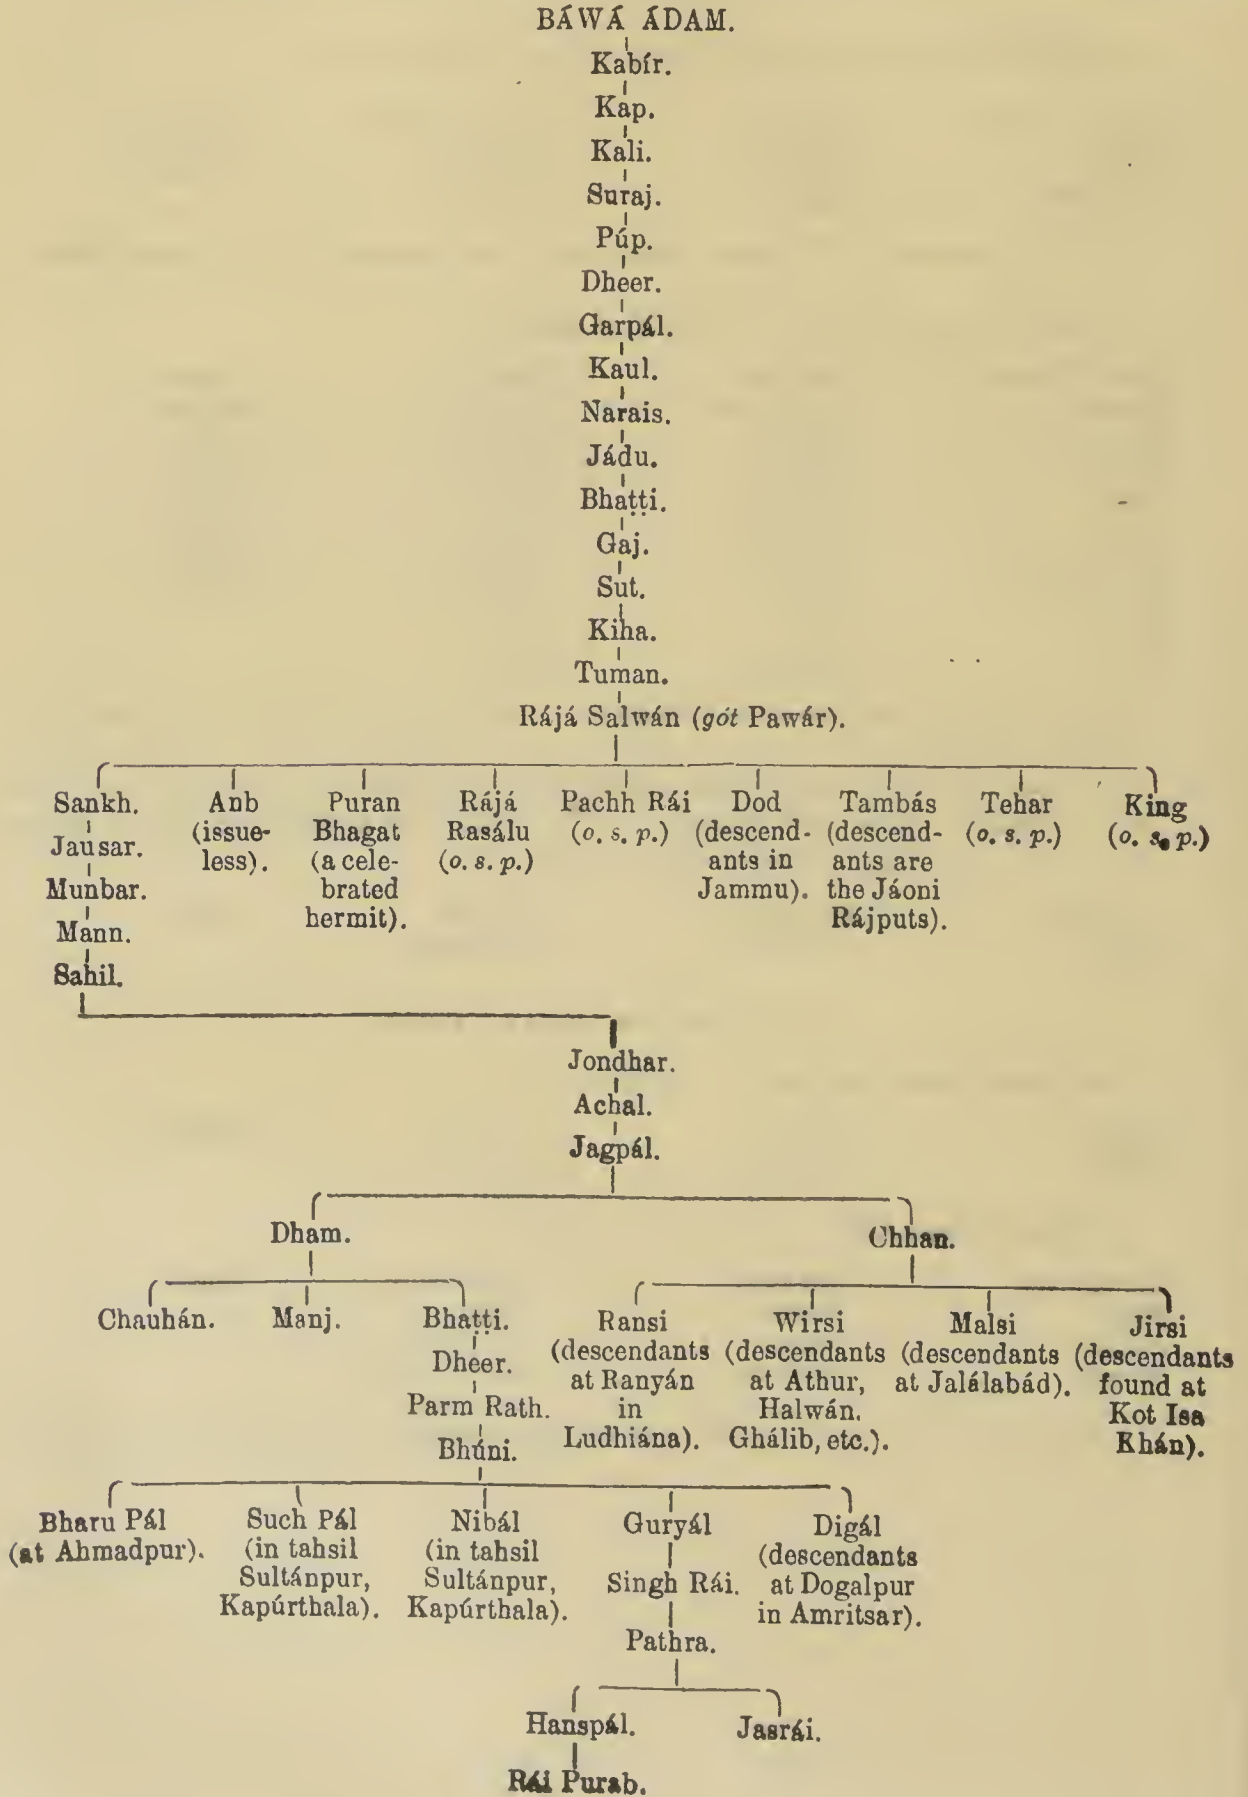 BÁWÁ ÁDAM.
Kabír.
Kap.
Kali.
Suraj.
Púp.
Dheer.
Garpál.
Kaul.
Narais.
Jádu.
Bhaṭṭi.
Gaj.
Sut.
Kiha.
Tuman.
Rájá Salwán (gót Pawár).
Sankh.
Jausar.
Munbar.
Mann.
Sahil.
Anb
(issue-
less).
Puran
Bhagat
(a cele-
brated
hermit).
Rájá
Rasálu
(o. s. p.)
Pachh Rái
(o. s. p.)
Dod
(descend-
ants in
Jammu).
Tambás
(descend-
ants are
the Jáoni
Rájputs).
Tehar
(o. s. p.)
King
(o. s. p.)
Jondhar.
Achal.
Jagpál.
Dham.
Chhan.
Chauhán.
Manj.
Bhaṭṭi.
Dheer.
Parm Rath.
Bhúni.
Ransi
(descendants
at Ranyán
in
Ludhiána).
Wirsi
(descendants
at Athur,
Halwán.
Ghálib, etc.).
Malsi
(descendants
at Jalálabád).
Jirsi
(descendants
found at
Kot Isa
Khán).
Bharu Pál
(at Ahmadpur).
Such Pál
(in tahsil
Sultánpur,
Kapúrthala).
Nibál
(in tahsil
Sultánpur,
Kapúrthala).
Guryál
Singh Rái.
Pathra.
Digál
(descendants
at Dogalpur
in Amritsar).
Hanspál.
Jasrái.
Rái Purab.